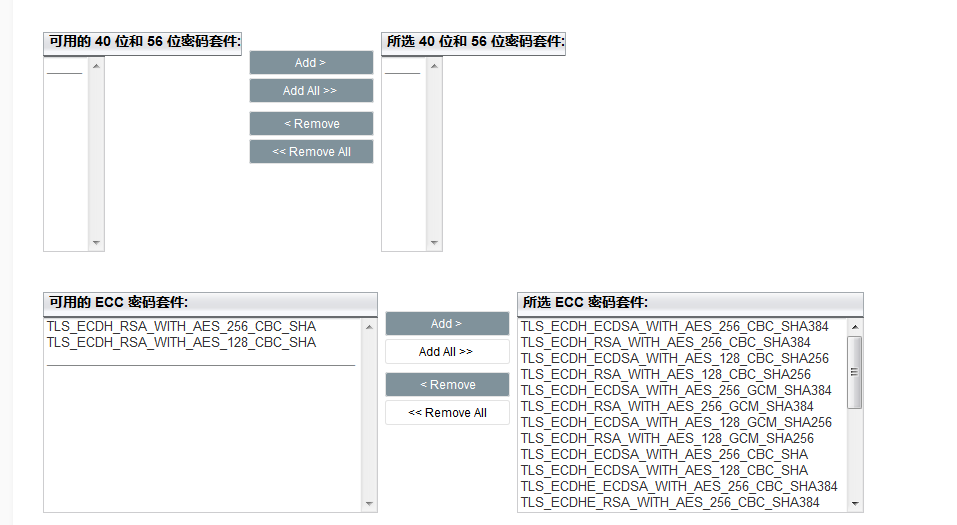 可用的 40 位和 56 位密码套件:
所选 40 位和 56 位密码套件:
Add >
Add All >>
< Remove
<< Remove All
可用的 ECC 密码套件:
TLS_ECDH_RSA_WITH_AES_256_CBC_SHA
TLS_ECDH_RSA_WITH_AES_128_CBC_SHA
Add >
Add All >>
< Remove
<< Remove All
所选 ECC 密码套件:
TLS_ECDH_ECDSA_WITH_AES_256_CBC_SHA384
TLS_ECDH_RSA_WITH_AES_256_CBC_SHA384
TLS_ECDH_ECDSA_WITH_AES_128_CBC_SHA256
TLS_ECDH_RSA_WITH_AES_128_CBC_SHA256
TLS_ECDH_ECDSA_WITH_AES_256_GCM_SHA384
TLS_ECDH_RSA_WITH_AES_256_GCM_SHA384
TLS_ECDH_ECDSA_WITH_AES_128_GCM_SHA256
TLS_ECDH_RSA_WITH_AES_128_GCM_SHA256
TLS_ECDH_ECDSA_WITH_AES_256_CBC_SHA
TLS_ECDH_ECDSA_WITH_AES_128_CBC_SHA
TLS_ECDHE_ECDSA_WITH_AES_256_CBC_SHA384
TLS_ECDHE_RSA_WITH_AES_256_CBC_SHA384